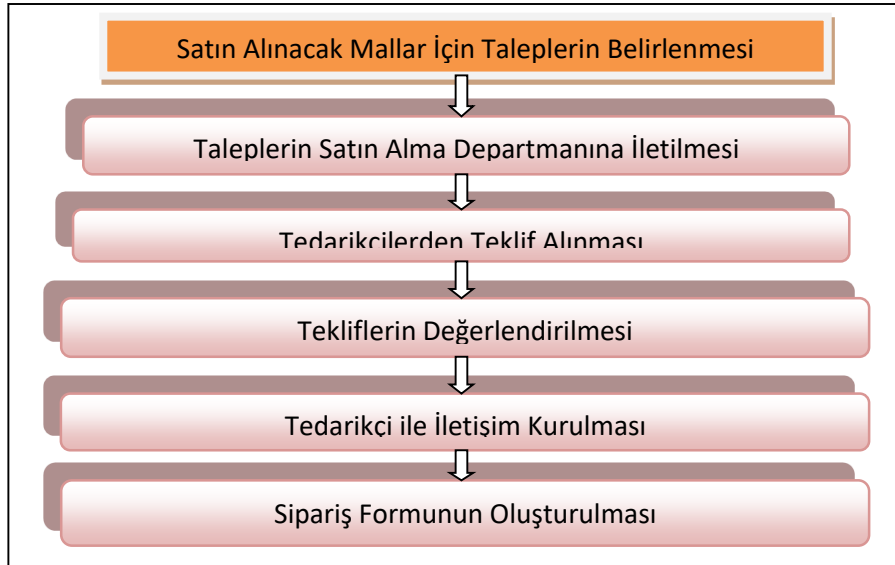 Satın Alınacak Mallar İçin Taleplerin Belirlenmesi
Taleplerin Satın Alma Departmanına İletilmesi
Tedarikçilerden Teklif Alınması
Tekliflerin Değerlendirilmesi
Tedarikçi ile İletişim Kurulması
Sipariş Formunun Oluşturulması